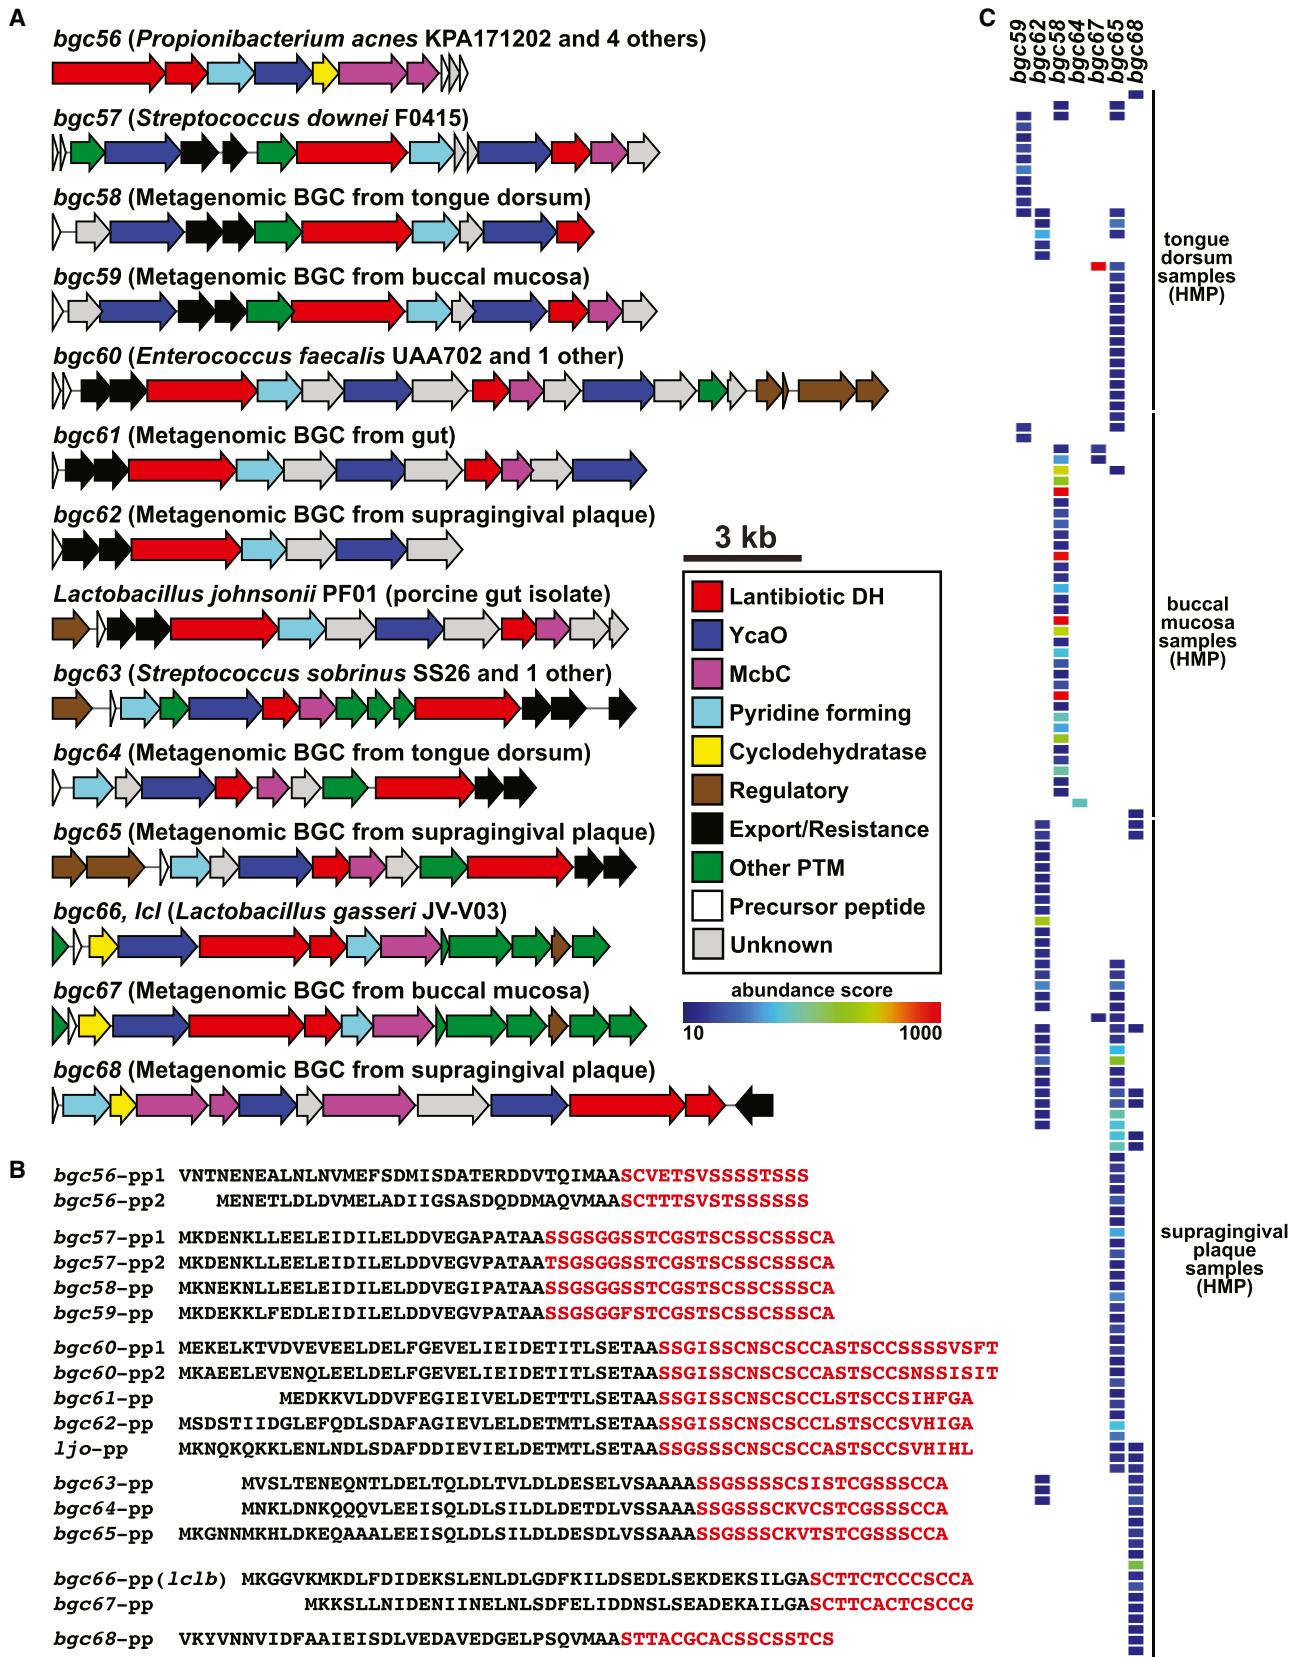 A
bgc56 (Propionibacterium acnes KPA171202 and 4 others)
bgc57 (Streptococcus downei F0415)
bgc58 (Metagenomic BGC from tongue dorsum)
bgc59 (Metagenomic BGC from buccal mucosa)
bgc60 (Enterococcus faecalis UAA702 and 1 other)
bgc61 (Metagenomic BGC from gut)
bgc62 (Metagenomic BGC from supragingival plaque)
Lactobacillus johnsonii PF01 (porcine gut isolate)
bgc63 (Streptococcus sobrinus SS26 and 1 other)
bgc64 (Metagenomic BGC from tongue dorsum)
bgc65 (Metagenomic BGC from supragingival plaque)
bgc66, lcl (Lactobacillus gasseri JV-V03)
bgc67 (Metagenomic BGC from buccal mucosa)
bgc68 (Metagenomic BGC from supragingival plaque)
3 kb
Lantibiotic DH
YcaO
McbC
Pyridine forming
Cyclodehydratase
Regulatory
Export/Resistance
Other PTM
Precursor peptide
Unknown
abundance score
10 1000
B
bgc56-pp1 VNTNENEALNLNVMEFSDMISDATERDDVTQIMAASCVETSVSSSSTSSS
bgc56-pp2 MENETLDLDVMELADIIGSASDQDDMAQVMAASCTTTSVSTSSSSSS
bgc57-pp1 MKDENKLLEELEIDILELDDVEGAPATAASSGSGGSSTCGSTSCSSCSSSCA
bgc57-pp2 MKDENKLLEELEIDILELDDVEGVPATAATSGSGGSSTCGSTSCSSCSSSCA
bgc58-pp MKNEKNLLEELEIDILELDDVEGIPATAASSGSGGSSTCGSTSCSSCSSSCA
bgc59-pp MKDEKKLFEDLEIDILELDDVEGVPATAASSGSGGFSTCGSTSCSSCSSSCA
bgc60-pp1 MEKELKTVDVEVEELDELFGEVELIEIDETITLSETAASSGISSCNSCSCCASTSCCSSSSVSFT
bgc60-pp2 MKAEELEVENQLEELDELFGEVELIEIDETITLSETAASSGISSCNSCSCCASTSCCSNSSISIT
bgc61-pp MEDKKVLDDVFEGIEIVELDETTTLSETAASSGISSCNSCSCCLSTSCCSIHFGA
bgc62-pp MSDSTIIDGLEFQDLSDAFAGIEVLELDETMTLSETAASSGISSCNSCSCCLSTSCCSVHIGA
ljo-pp MKNQKQKKLENLNDLSDAFDDIEVIELDETMTLSETAASSGSSSCNSCSCCASTSCCSVHIHL
bgc63-pp MVSLTENEQNTLDELTQLDLTVLDLDESELVSAAAASSGSSSSCSISTCGSSSCCA
bgc64-pp MNKLDNKQQQVLEEISQLDLSILDLDETDLVSSAAASSGSSSCKVCSTCGSSSCCA
bgc65-pp MKGNNMKHLDKEQAAALEEISQLDLSILDLDESDLVSSAAASSGSSSCKVTSTCGSSSCCA
bgc66-pp(lclb) MKGGVKMKDLFDIDEKSLENLDLGDFKILDSEDLSEKDEKSILGASCTTCTCCCSCCA
bgc67-pp MKKSLLNIDENIINELNLSDFELIDDNSLSEADEKAILGASCTTCACTCSCCG
bgc68-pp VKYVNNVIDFAAIEISDLVEDAVEDGELPSQVMAASTTACGCACSSCSSTCS
C
bgc59
bgc62
bgc58
bgc64
bgc67
bgc65
bgc68
tongue
dorsum
samples
(HMP)
buccal
mucosa
samples
(HMP)
supragingival
plaque
samples
(HMP)